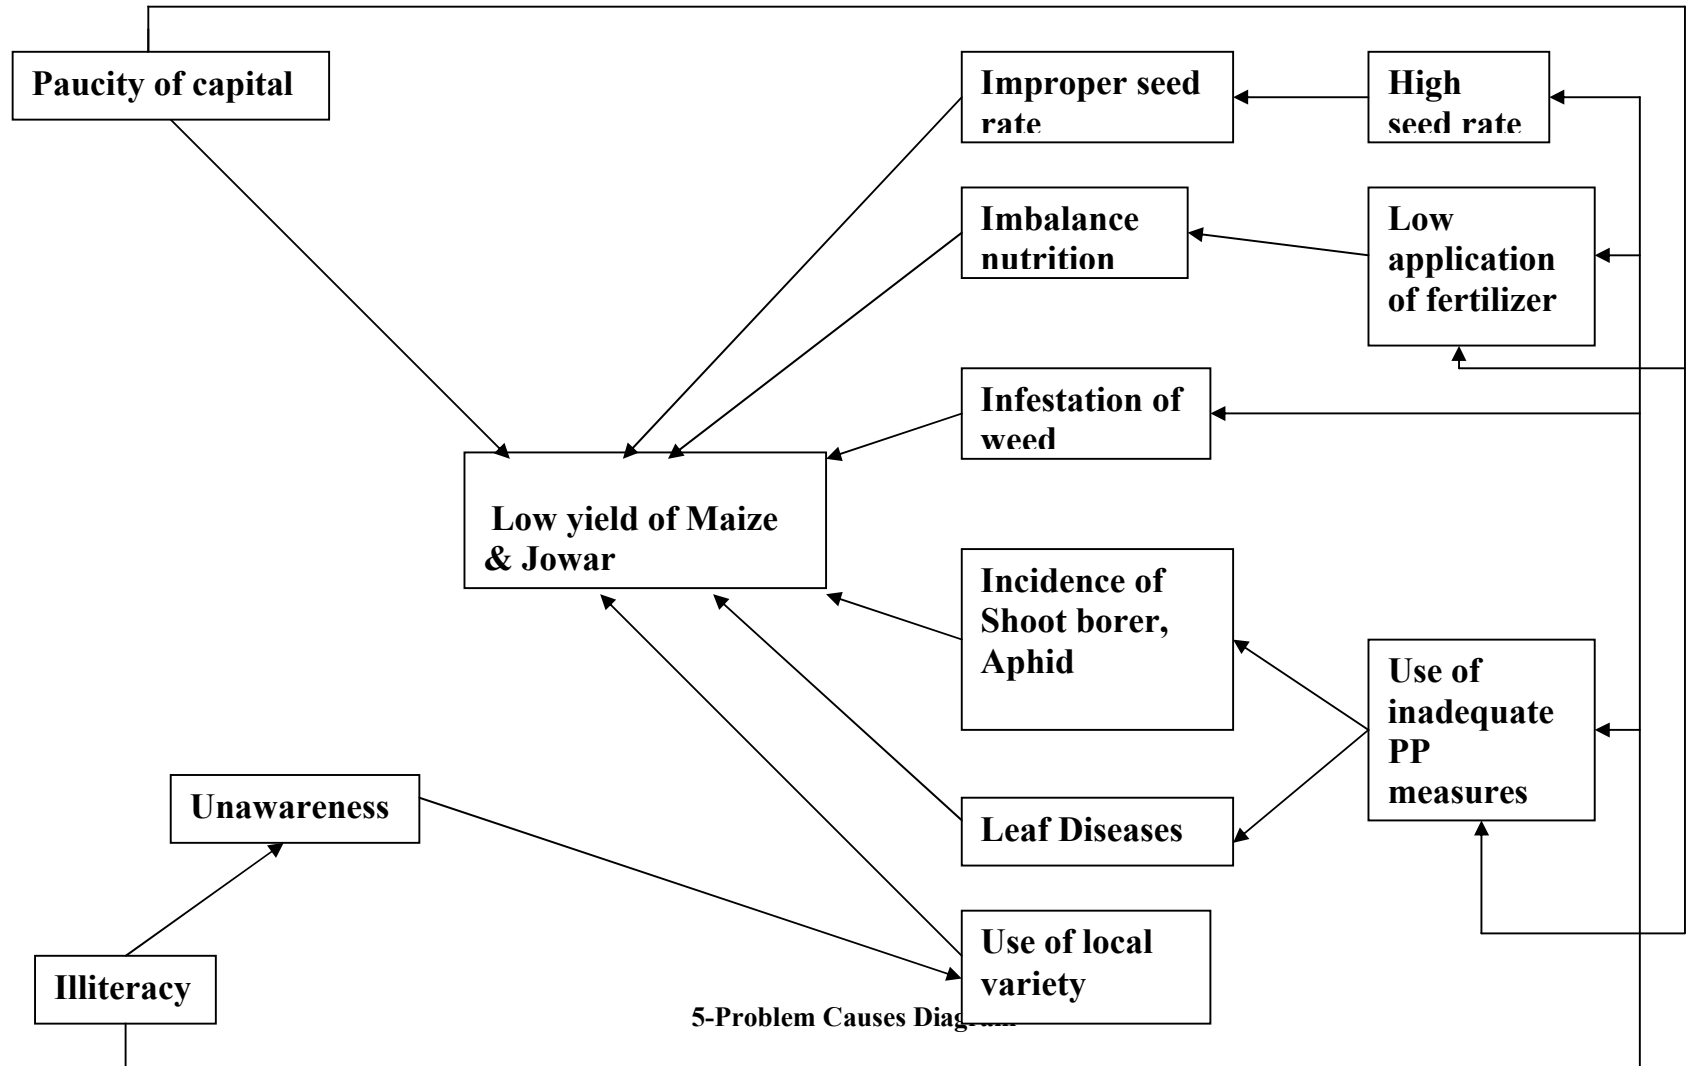 Paucity of capital
Improper seed
rate
High
seed rate
Imbalance
nutrition
Low
application
of fertilizer
Infestation of
weed
Low yield of Maize
& Jowar
Incidence of
Shoot borer,
Aphid
Use of
inadequate
PP
measures
Unawareness
Leaf Diseases
Illiteracy
Use of local
variety
5-Problem Causes Diagram